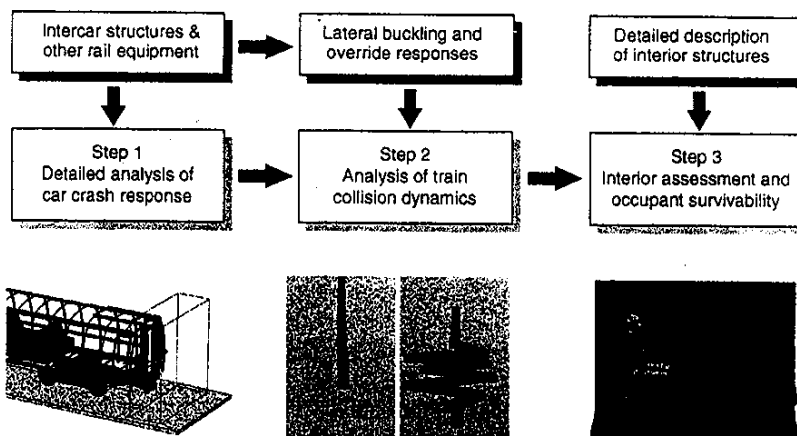 Intercar structures &
other rail equipment
Lateral buckling and
override responses
Detailed description
of interior structures
Step 1
Detailed analysis of
car crash response
Step 2
Analysis of train
collision dynamics
Step 3
Interior assessment and
occupant survivability